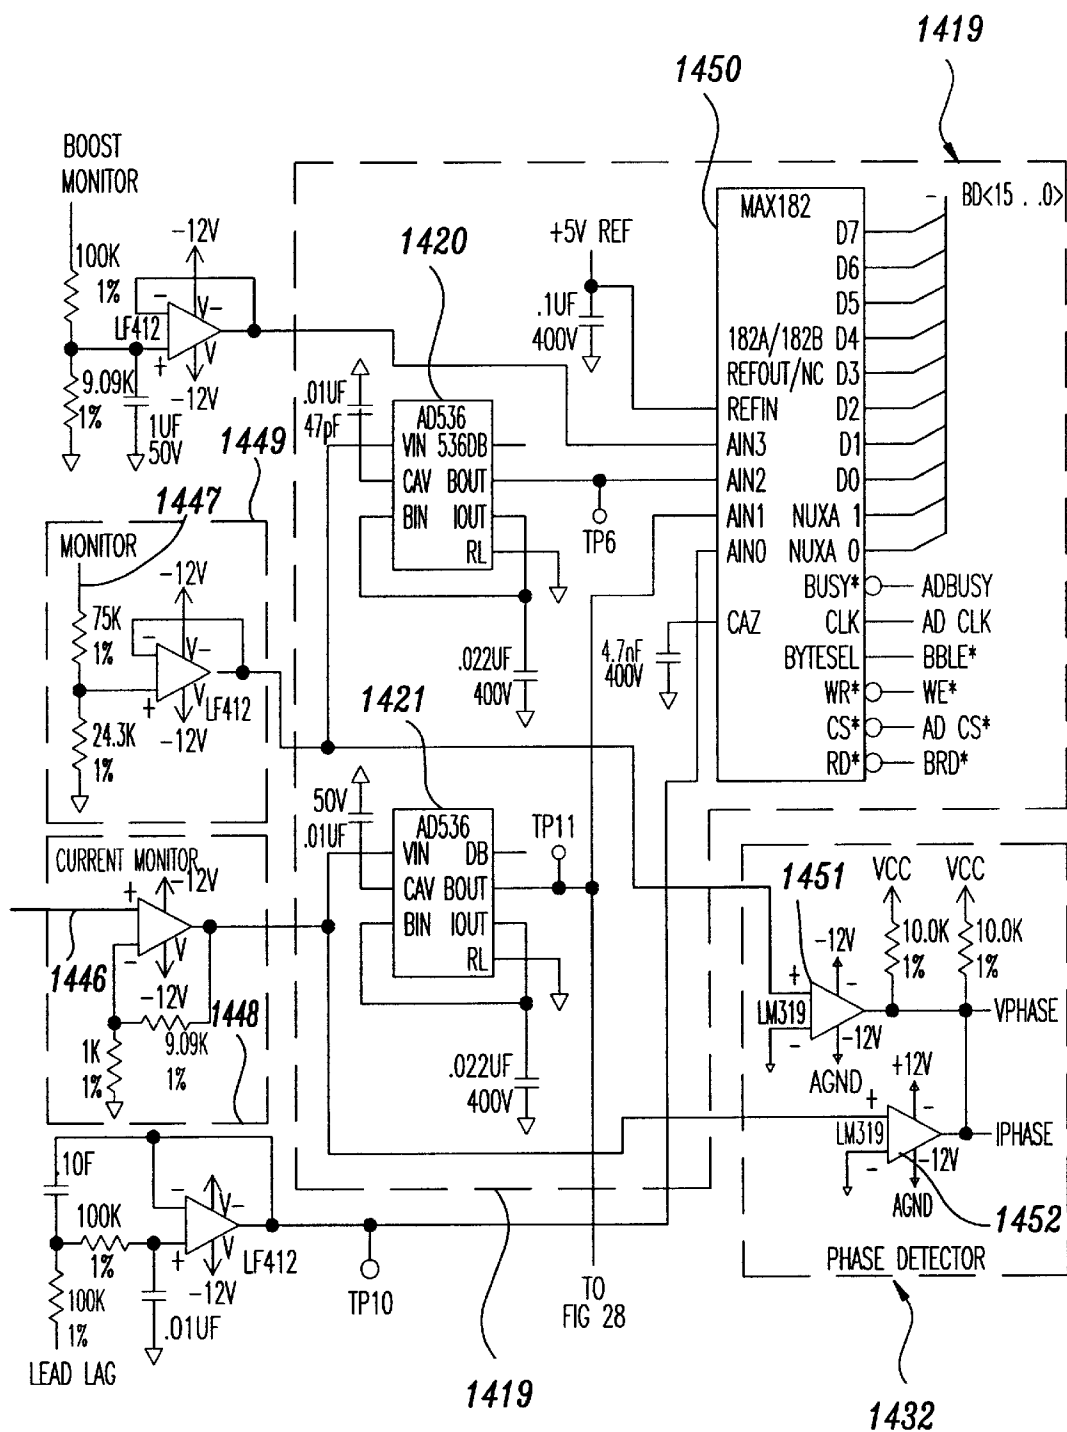 1419
1450
BOOST
MONITOR
-12V
100K
1%
-
V-
LF412
+
V
-12V
9.09K
1%
1UF
50V
1420
+5V REF
.1UF
400V
.01UF
47pF
AD536
VIN 536DB
CAV BOUT
BIN IOUT
RL
TP6
.022UF
400V
MAX182
- BD<15 . .0>
D7
D6
D5
182A/182B D4
REFOUT/NC D3
REFIN D2
AIN3 D1
AIN2 D0
AIN1 NUXA 1
AIN0 NUXA 0
BUSY* ADBUSY
CAZ CLK AD CLK
BYTESEL BBLE*
WR* WE*
CS* AD CS*
RD* BRD*
4.7nF
400V
1449
1447
MONITOR
-12V
75K
1%
-
V-
+
V
LF412
-12V
24.3K
1%
1421
50V
.01UF
AD536
VIN DB
CAV BOUT
BIN IOUT
RL
TP11
.022UF
400V
CURRENT MONITOR
+
-12V
V
-
-12V
1446
1448
9.09K
1%
1K
1%
1451
VCC VCC
10.0K 10.0K
1% 1%
-12V
+
-
LM319
-
-12V
AGND
VPHASE
+12V
+
-
LM319
-
-12V
AGND
IPHASE
1452
PHASE DETECTOR
1432
.10F
100K
1%
-
V-
+
V
LF412
-12V
100K
1%
.01UF
LEAD LAG
TP10
TO
FIG 28
1419